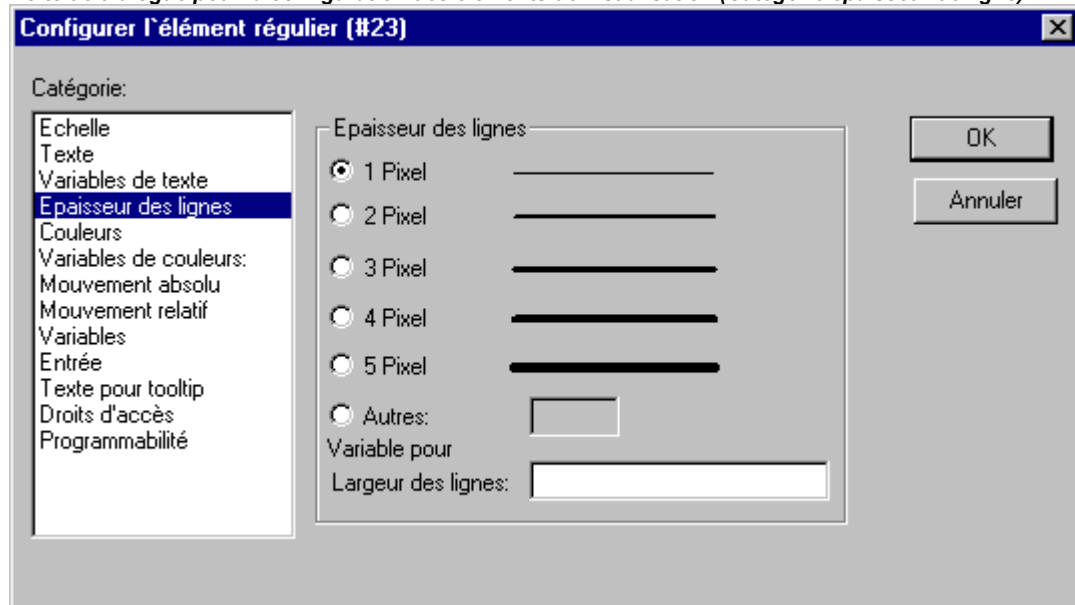 Configurer l`élément régulier (#23)
Catégorie:
Echelle
Texte
Variables de texte
Epaisseur des lignes
Couleurs
Variables de couleurs:
Mouvement absolu
Mouvement relatif
Variables
Entrée
Texte pour tooltip
Droits d'accès
Programmabilité
Epaisseur des lignes
1 Pixel
2 Pixel
3 Pixel
4 Pixel
5 Pixel
Autres:
Variable pour
Largeur des lignes:
OK
Annuler